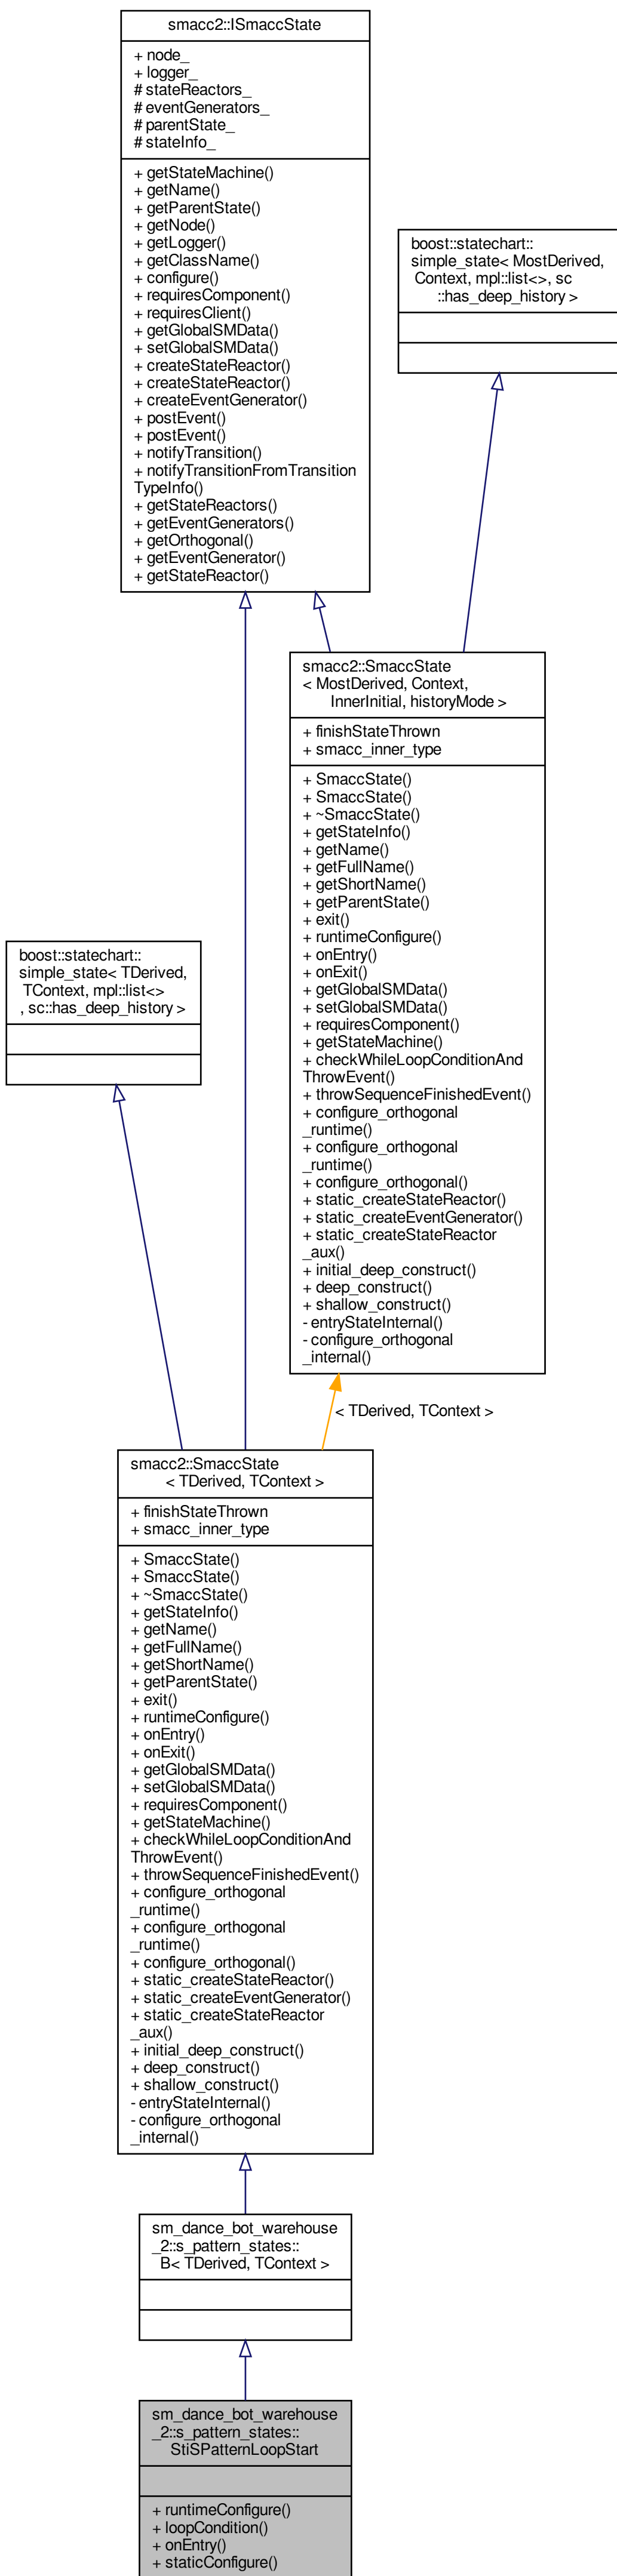 smacc2::ISmaccState
+ node_
+ logger_
# stateReactors_
# eventGenerators_
# parentState_
# stateInfo_
+ getStateMachine()
+ getName()
+ getParentState()
+ getNode()
+ getLogger()
+ getClassName()
+ configure()
+ requiresComponent()
+ requiresClient()
+ getGlobalSMData()
+ setGlobalSMData()
+ createStateReactor()
+ createStateReactor()
+ createEventGenerator()
+ postEvent()
+ postEvent()
+ notifyTransition()
+ notifyTransitionFromTransition
TypeInfo()
+ getStateReactors()
+ getEventGenerators()
+ getOrthogonal()
+ getEventGenerator()
+ getStateReactor()
boost::statechart::
simple_state< MostDerived,
Context, mpl::list<>, sc
::has_deep_history >
smacc2::SmaccState
< MostDerived, Context,
InnerInitial, historyMode >
+ finishStateThrown
+ smacc_inner_type
+ SmaccState()
+ SmaccState()
+ ~SmaccState()
+ getStateInfo()
+ getName()
+ getFullName()
+ getShortName()
+ getParentState()
+ exit()
+ runtimeConfigure()
+ onEntry()
+ onExit()
+ getGlobalSMData()
+ setGlobalSMData()
+ requiresComponent()
+ getStateMachine()
+ checkWhileLoopConditionAnd
ThrowEvent()
+ throwSequenceFinishedEvent()
+ configure_orthogonal
_runtime()
+ configure_orthogonal
_runtime()
+ configure_orthogonal()
+ static_createStateReactor()
+ static_createEventGenerator()
+ static_createStateReactor
_aux()
+ initial_deep_construct()
+ deep_construct()
+ shallow_construct()
- entryStateInternal()
- configure_orthogonal
_internal()
boost::statechart::
simple_state< TDerived,
TContext, mpl::list<>
, sc::has_deep_history >
< TDerived, TContext >
smacc2::SmaccState
< TDerived, TContext >
+ finishStateThrown
+ smacc_inner_type
+ SmaccState()
+ SmaccState()
+ ~SmaccState()
+ getStateInfo()
+ getName()
+ getFullName()
+ getShortName()
+ getParentState()
+ exit()
+ runtimeConfigure()
+ onEntry()
+ onExit()
+ getGlobalSMData()
+ setGlobalSMData()
+ requiresComponent()
+ getStateMachine()
+ checkWhileLoopConditionAnd
ThrowEvent()
+ throwSequenceFinishedEvent()
+ configure_orthogonal
_runtime()
+ configure_orthogonal
_runtime()
+ configure_orthogonal()
+ static_createStateReactor()
+ static_createEventGenerator()
+ static_createStateReactor
_aux()
+ initial_deep_construct()
+ deep_construct()
+ shallow_construct()
- entryStateInternal()
- configure_orthogonal
_internal()
sm_dance_bot_warehouse
_2::s_pattern_states::
B< TDerived, TContext >
sm_dance_bot_warehouse
_2::s_pattern_states::
StiSPatternLoopStart
+ runtimeConfigure()
+ loopCondition()
+ onEntry()
+ staticConfigure()